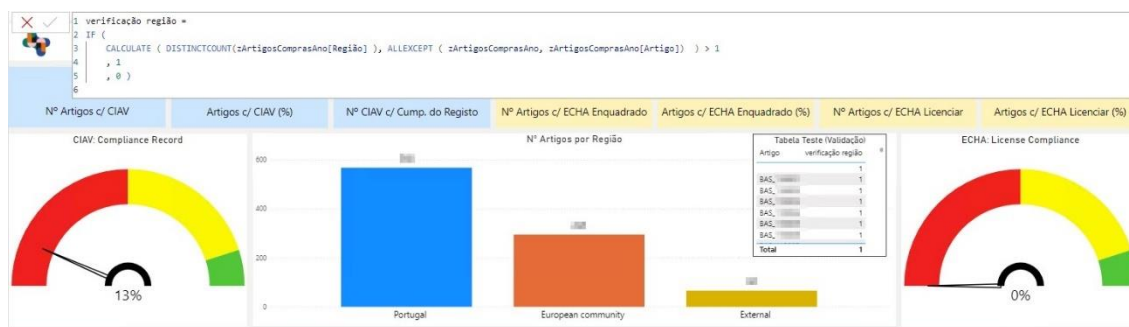 1 verificação região =
2 IF (
3 CALCULATE ( DISTINCTCOUNT(zArtigosComprasAno[Região] ), ALLEXCEPT ( zArtigosComprasAno, zArtigosComprasAno[Artigo]) ) > 1
4 , 1
5 , 0 )
6
Nº Artigos c/ CIAV
Artigos c/ CIAV (%)
Nº CIAV c/ Cump. do Registo
Nº Artigos c/ ECHA Enquadrado
Artigos c/ ECHA Enquadrado (%)
Nº Artigos c/ ECHA Licenciar
Artigos c/ ECHA Licenciar (%)
CIAV: Compliance Record
13%
Nº Artigos por Região
600
400
200
0
Portugal
European community
External
Tabela Teste (Validação)
Artigo verificação região
1
BAS_ 1
BAS_ 1
BAS_ 1
BAS_ 1
BAS_ 1
BAS_ 1
Total 1
ECHA: License Compliance
0%